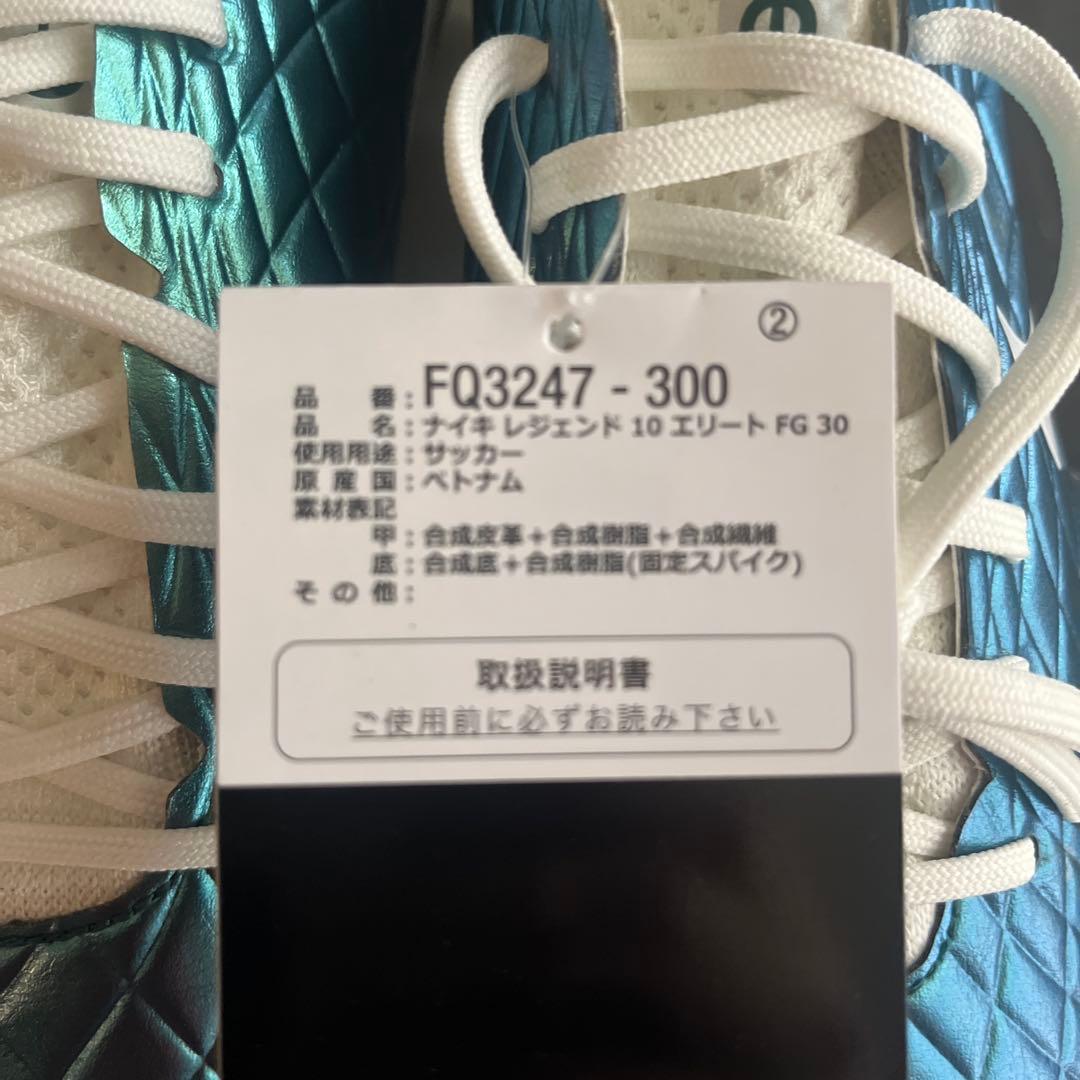 ②
品 番：FQ3247 - 300
品 名：ナイキ レジェンド 10 エリート FG 30
使用用途：サッカー
原 産 国：ベトナム
素材表記
甲：合成皮革＋合成樹脂＋合成繊維
底：合成底＋合成樹脂(固定スパイク)
そ の 他：
取扱説明書
ご使用前に必ずお読み下さい